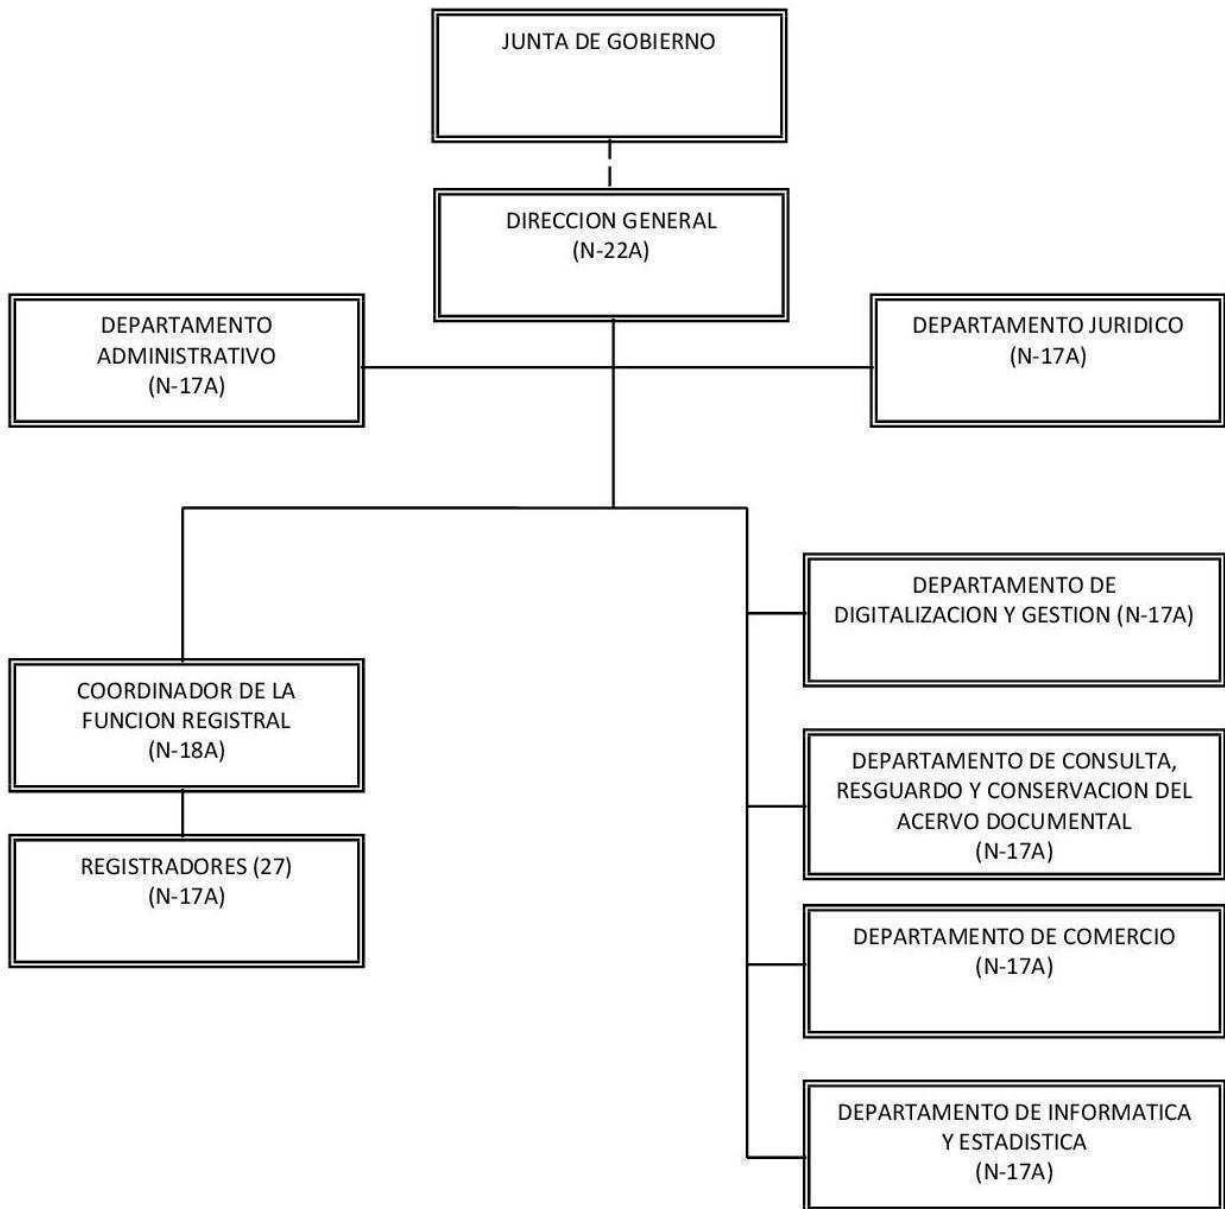 JUNTA DE GOBIERNO
DIRECCION GENERAL
(N-22A)
DEPARTAMENTO
ADMINISTRATIVO
(N-17A)
DEPARTAMENTO JURIDICO
(N-17A)
COORDINADOR DE LA
FUNCION REGISTRAL
(N-18A)
REGISTRADORES (27)
(N-17A)
DEPARTAMENTO DE
DIGITALIZACION Y GESTION (N-17A)
DEPARTAMENTO DE CONSULTA,
RESGUARDO Y CONSERVACION DEL
ACERVO DOCUMENTAL
(N-17A)
DEPARTAMENTO DE COMERCIO
(N-17A)
DEPARTAMENTO DE INFORMATICA
Y ESTADISTICA
(N-17A)